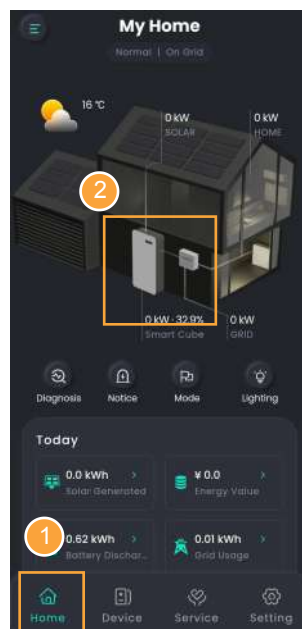 My Home
Normal | On Grid
16 °C
0 kW
SOLAR
0 kW
HOME
2
0 kW · 32.9%
Smart Cube
0 kW
GRID
Diagnosis
Notice
Mode
Lighting
Today
0.0 kWh >
Solar Generated
¥ 0.0 >
Energy Value
1
0.62 kWh >
Battery Dischar...
0.01 kWh >
Grid Usage
Home
Device
Service
Setting